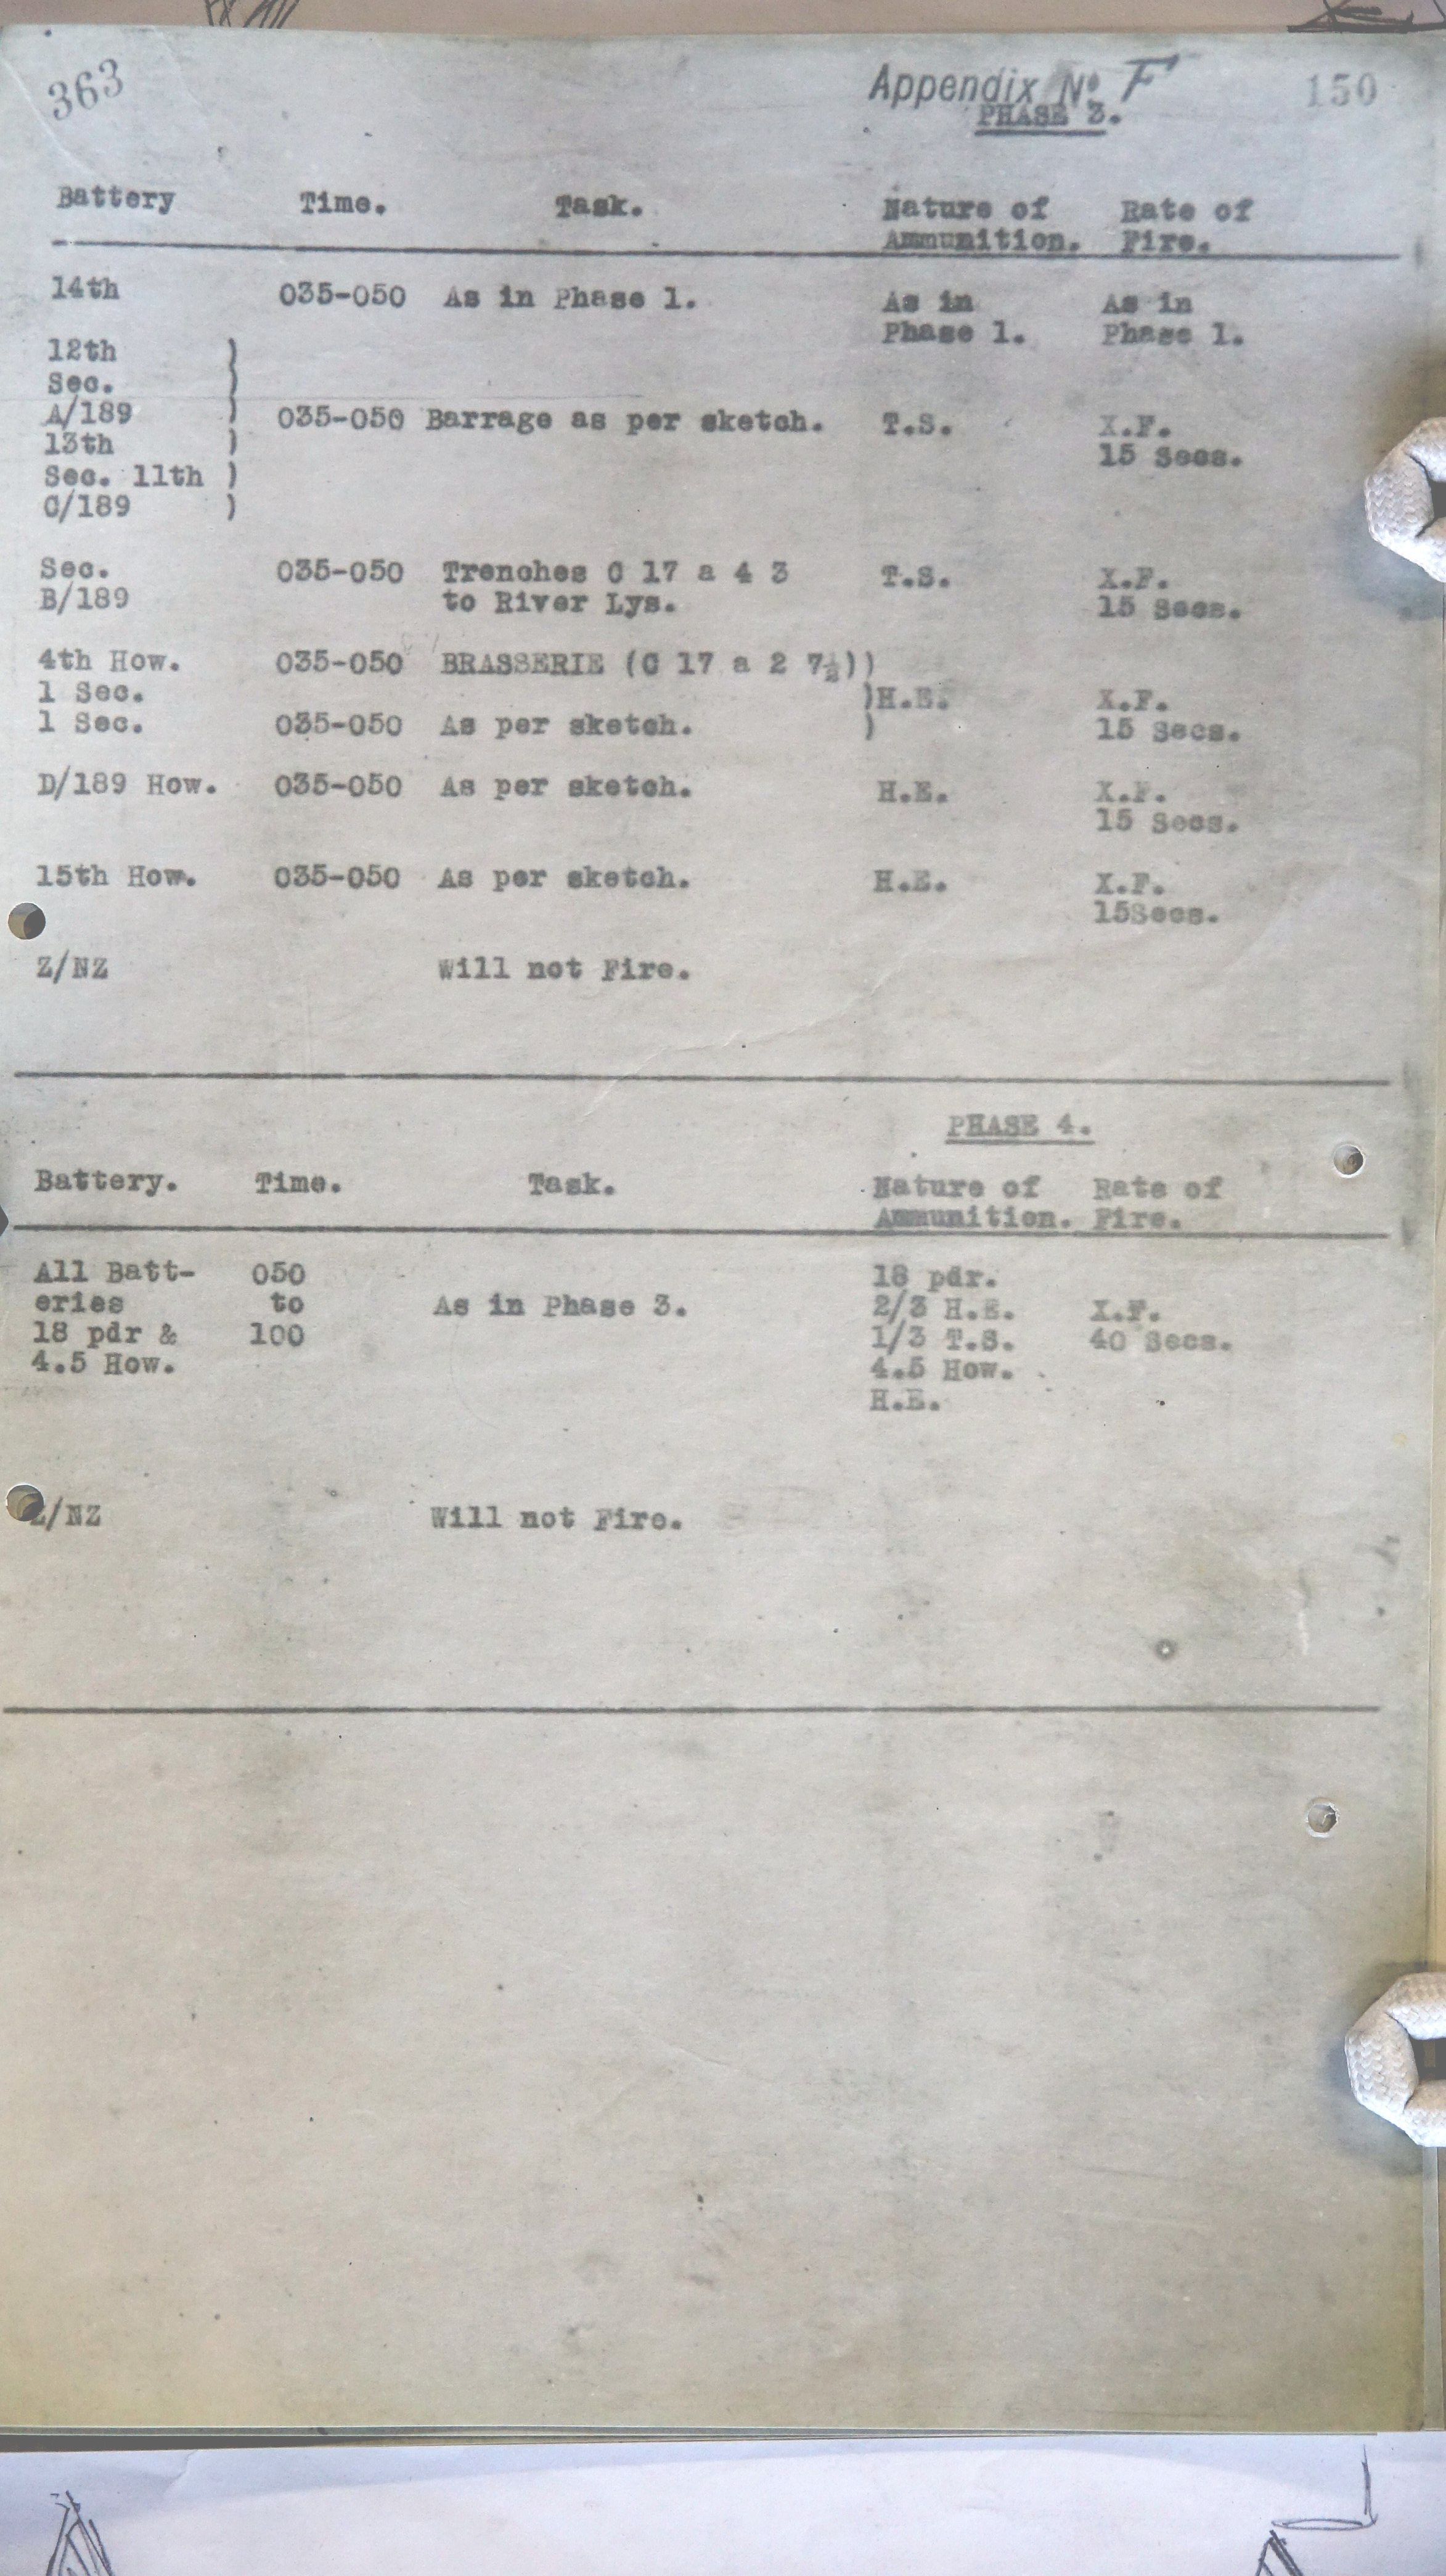 363
Appendix No. F
150
PHASE 3.
Battery Time. Task. Nature of Rate of
Ammunition. Fire.
14th 035-050 As in Phase 1. As in As in
Phase 1. Phase 1.
12th )
Sec. )
A/189 ) 035-050 Barrage as per sketch. T.S. X.F.
13th ) 15 Secs.
Sec. 11th )
C/189 )
Sec. 035-050 Trenches C 17 a 4 3 T.S. X.F.
B/189 to River Lys. 15 Secs.
4th How. 035-050 BRASSERIE (C 17 a 2 7½))
1 Sec. )H.E. X.F.
1 Sec. 035-050 As per sketch. ) 15 Secs.
D/189 How. 035-050 As per sketch. H.E. X.F.
15 Secs.
15th How. 035-050 As per sketch. H.E. X.F.
15Secs.
Z/NZ Will not Fire.
PHASE 4.
Battery. Time. Task. Nature of Rate of
Ammunition. Fire.
All Batt- 050 18 pdr.
eries to As in Phase 3. 2/3 H.E. X.F.
18 pdr & 100 1/3 T.S. 40 Secs.
4.5 How. 4.5 How.
H.E.
Z/NZ Will not Fire.